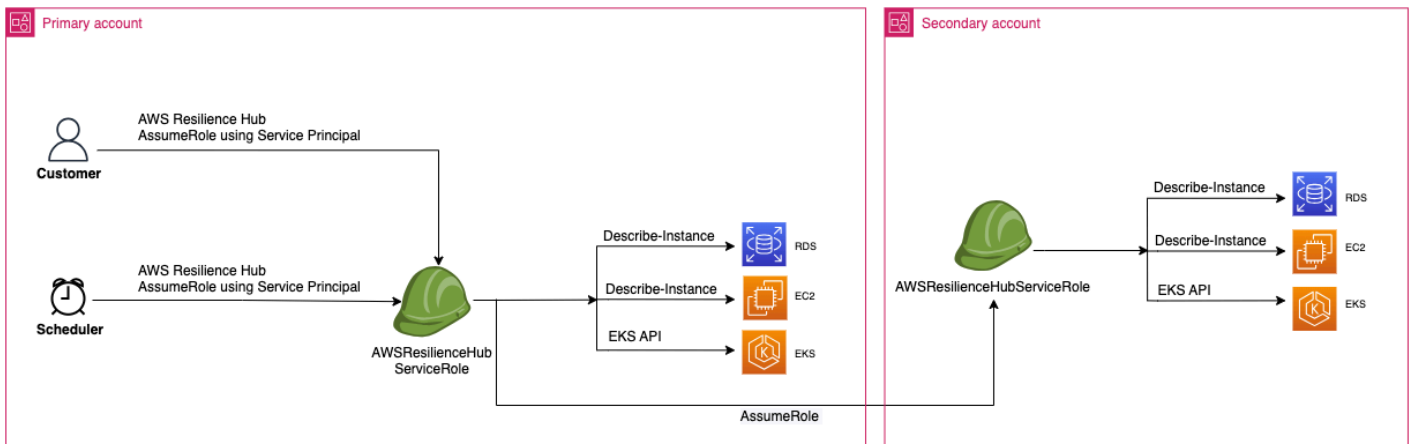 Primary account
AWS Resilience Hub
AssumeRole using Service Principal
Customer
AWS Resilience Hub
AssumeRole using Service Principal
Scheduler
AWSResilienceHub
ServiceRole
Describe-Instance
RDS
Describe-Instance
EC2
EKS API
EKS
AssumeRole
Secondary account
AWSResilienceHubServiceRole
Describe-Instance
RDS
Describe-Instance
EC2
EKS API
EKS